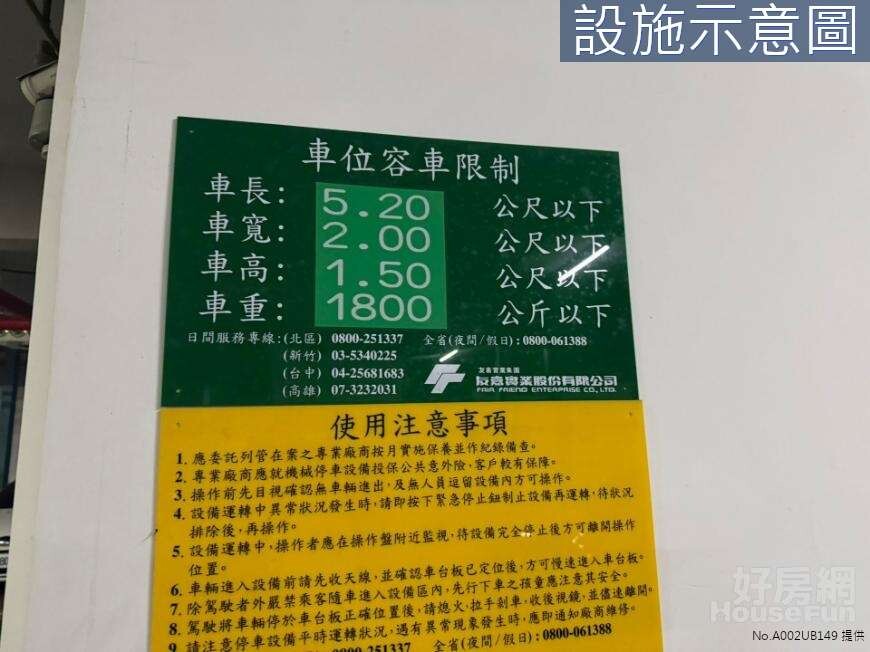 設施示意圖
車位容車限制
車長: 5.20 公尺以下
車寬: 2.00 公尺以下
車高: 1.50 公尺以下
車重: 1800 公斤以下
日間服務專線:(北區) 0800-251337 全省(夜間/假日):0800-061388
(新竹) 03-5340225
(台中) 04-25681683
(高雄) 07-3232031
友嘉實業集團
友嘉實業股份有限公司
FAIR FRIEND ENTERPRISE CO., LTD.
使用注意事項
1. 應委託列管在案之專業廠商按月實施保養並作紀錄備查。
2. 專業廠商應就機械停車設備投保公共意外險,客戶較有保障。
3. 操作前先目視確認無車輛進出,及無人員逗留設備內方可操作。
4. 設備運轉中異常狀況發生時,請即按下緊急停止鈕制止設備再運轉,待狀況
排除後,再操作。
5. 設備運轉中,操作者應在操作盤附近監視,待設備完全停止後方可離開操作
位置。
6. 車輛進入設備前請先收天線,並確認車台板已定位後,方可慢速進入車台板。
7. 除駕駛者外嚴禁乘客隨車進入設備區內,先行下車之孩童應注意其安全。
8. 駕駛將車輛停於車台板正確位置後,請熄火,拉手剎車,收後視鏡,並儘速離開。
9. 請注意停車設備平時運轉狀況,遇有異常現象發生時,應即通知廠商維修。
0800-251337 全省(夜間/假日):0800-061388
好房網
HouseFun
No.A002UB149 提供